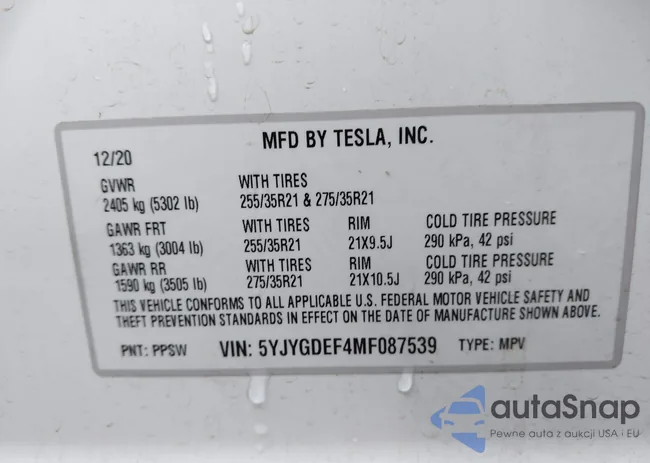 MFD BY TESLA, INC.
12/20
GVWR WITH TIRES
2405 kg (5302 lb) 255/35R21 & 275/35R21
GAWR FRT WITH TIRES RIM COLD TIRE PRESSURE
1363 kg (3004 lb) 255/35R21 21X9.5J 290 kPa, 42 psi
GAWR RR WITH TIRES RIM COLD TIRE PRESSURE
1590 kg (3505 lb) 275/35R21 21X10.5J 290 kPa, 42 psi
THIS VEHICLE CONFORMS TO ALL APPLICABLE U.S. FEDERAL MOTOR VEHICLE SAFETY AND
THEFT PREVENTION STANDARDS IN EFFECT ON THE DATE OF MANUFACTURE SHOWN ABOVE.
PNT: PPSW VIN: 5YJYGDEF4MF087539 TYPE: MPV
autaSnap
Pewne auta z aukcji USA i EU